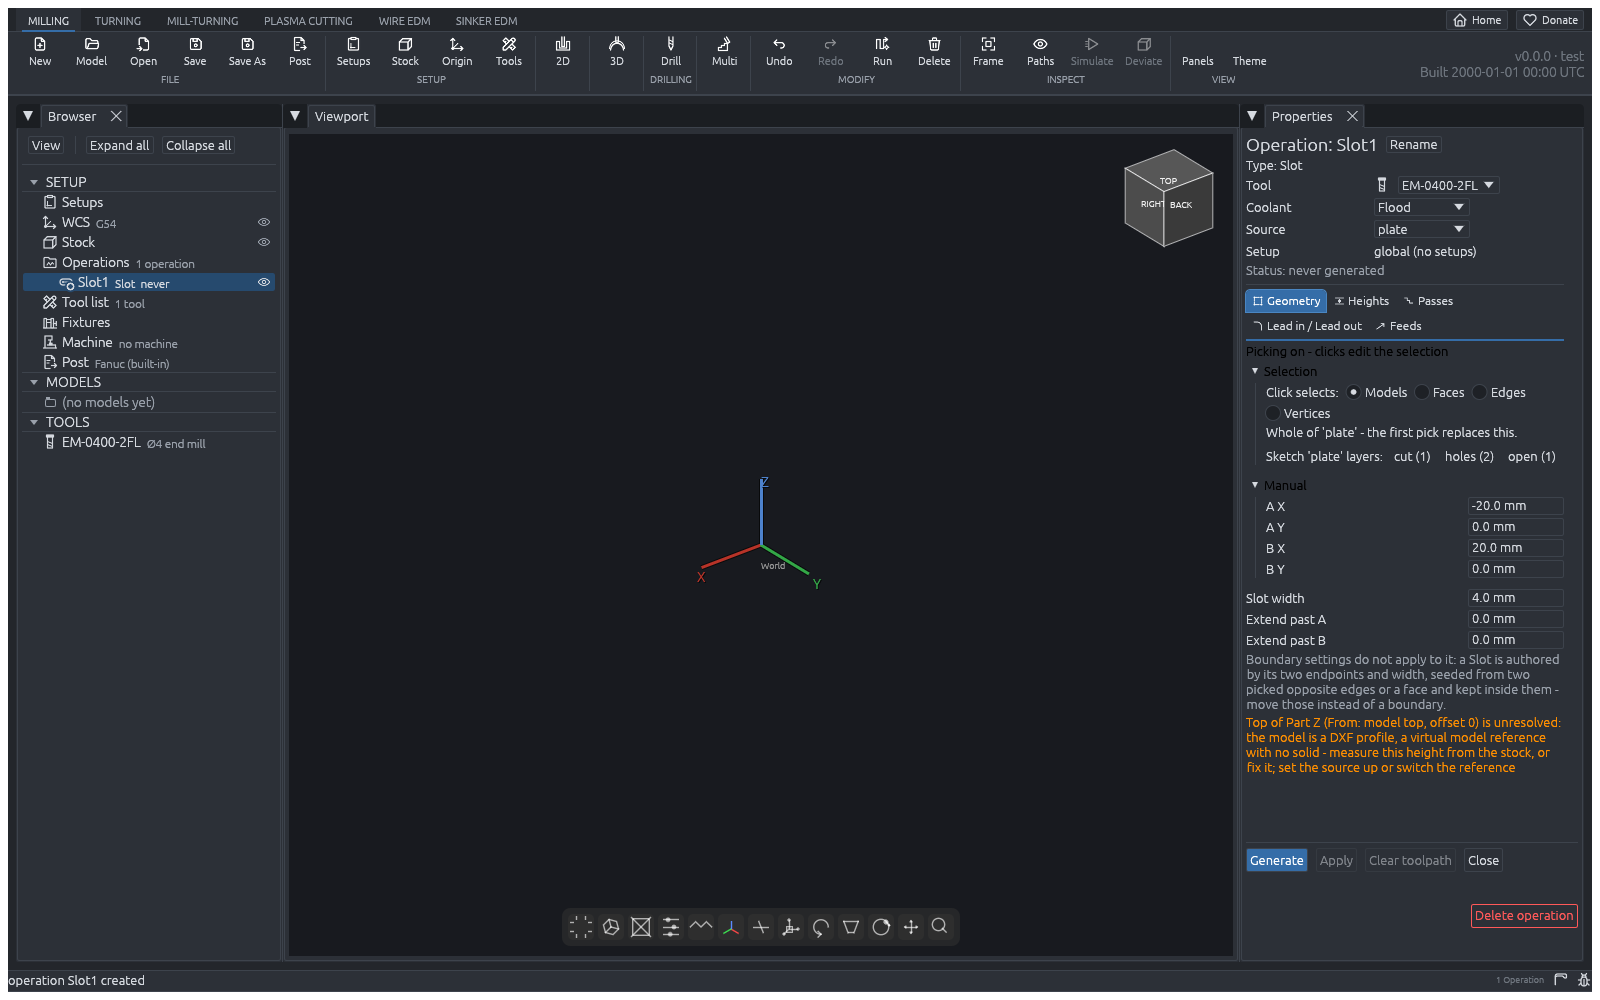 MILLING TURNING MILL-TURNING PLASMA CUTTING WIRE EDM SINKER EDM Home Donate
New Model Open Save Save As Post Setups Stock Origin Tools 2D 3D Drill Multi Undo Redo Run Delete Frame Paths Simulate Deviate Panels Theme
FILE SETUP DRILLING MODIFY INSPECT VIEW
v0.0.0 · test
Built 2000-01-01 00:00 UTC
Browser
View Expand all Collapse all
SETUP
Setups
WCS G54
Stock
Operations 1 operation
Slot1 Slot never
Tool list 1 tool
Fixtures
Machine no machine
Post Fanuc (built-in)
MODELS
(no models yet)
TOOLS
EM-0400-2FL Ø4 end mill
Viewport
TOP
RIGHT BACK
Z
World
X
Y
Properties
Operation: Slot1 Rename
Type: Slot
Tool EM-0400-2FL
Coolant Flood
Source plate
Setup global (no setups)
Status: never generated
Geometry Heights Passes
Lead in / Lead out Feeds
Picking on - clicks edit the selection
Selection
Click selects: Models Faces Edges
Vertices
Whole of 'plate' - the first pick replaces this.
Sketch 'plate' layers: cut (1) holes (2) open (1)
Manual
A X -20.0 mm
A Y 0.0 mm
B X 20.0 mm
B Y 0.0 mm
Slot width 4.0 mm
Extend past A 0.0 mm
Extend past B 0.0 mm
Boundary settings do not apply to it: a Slot is authored
by its two endpoints and width, seeded from two
picked opposite edges or a face and kept inside them -
move those instead of a boundary.
Top of Part Z (From: model top, offset 0) is unresolved:
the model is a DXF profile, a virtual model reference
with no solid - measure this height from the stock, or
fix it; set the source up or switch the reference
Generate Apply Clear toolpath Close
Delete operation
operation Slot1 created
1 Operation